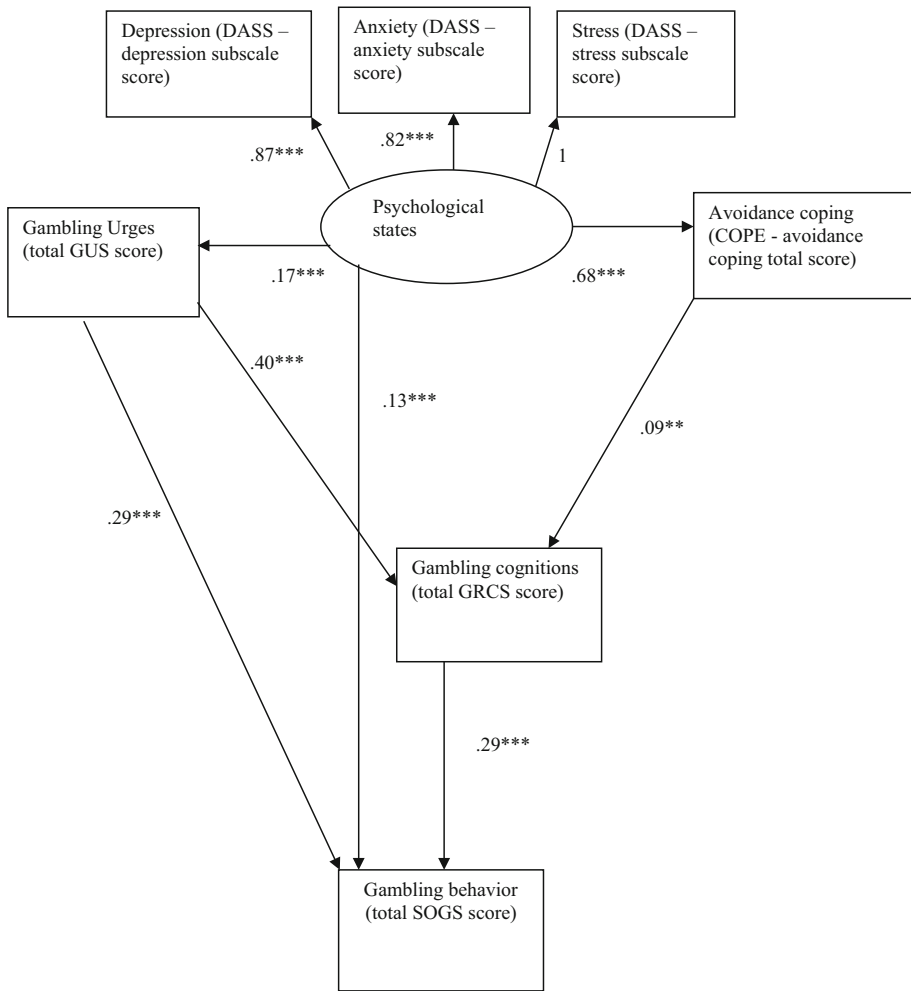 Depression (DASS –
depression subscale
score)
Anxiety (DASS –
anxiety subscale
score)
Stress (DASS –
stress subscale
score)
.87***
.82***
1
Psychological
states
Gambling Urges
(total GUS score)
Avoidance coping
(COPE - avoidance
coping total score)
.17***
.68***
.40***
.13***
.09**
.29***
Gambling cognitions
(total GRCS score)
.29***
Gambling behavior
(total SOGS score)